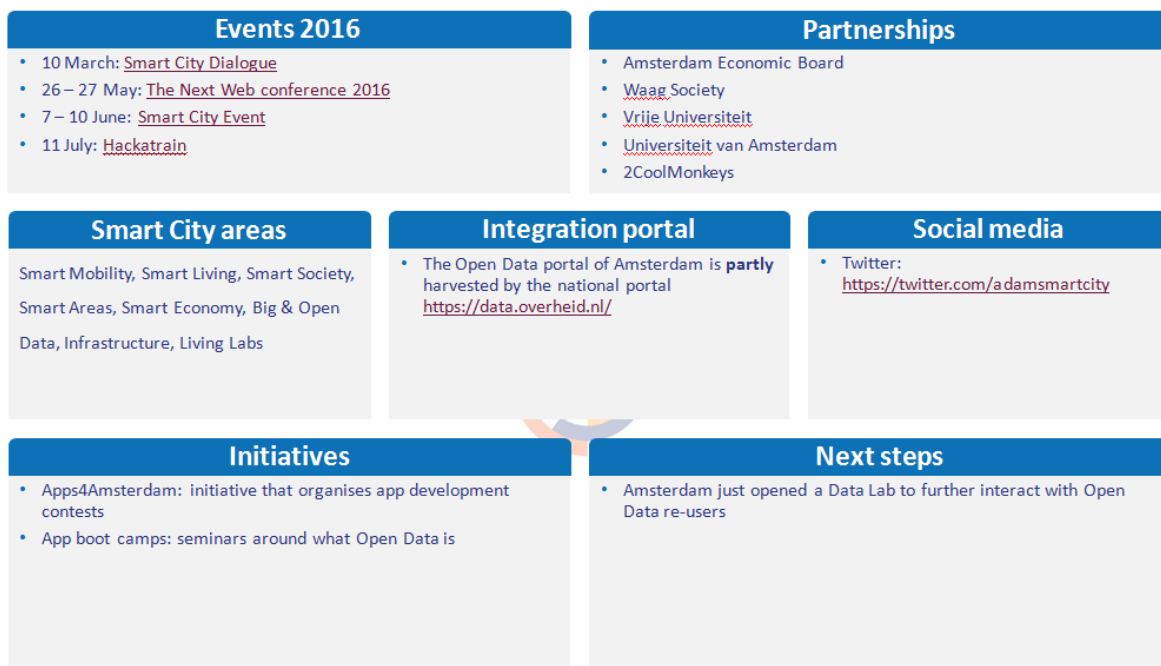 Events 2016
• 10 March: Smart City Dialogue
• 26 – 27 May: The Next Web conference 2016
• 7 – 10 June: Smart City Event
• 11 July: Hackatrain
Partnerships
• Amsterdam Economic Board
• Waag Society
• Vrije Universiteit
• Universiteit van Amsterdam
• 2CoolMonkeys
Smart City areas
Smart Mobility, Smart Living, Smart Society,
Smart Areas, Smart Economy, Big & Open
Data, Infrastructure, Living Labs
Integration portal
• The Open Data portal of Amsterdam is partly
harvested by the national portal
https://data.overheid.nl/
Social media
• Twitter:
https://twitter.com/adamsmartcity
Initiatives
• Apps4Amsterdam: initiative that organises app development
contests
• App boot camps: seminars around what Open Data is
Next steps
• Amsterdam just opened a Data Lab to further interact with Open
Data re-users